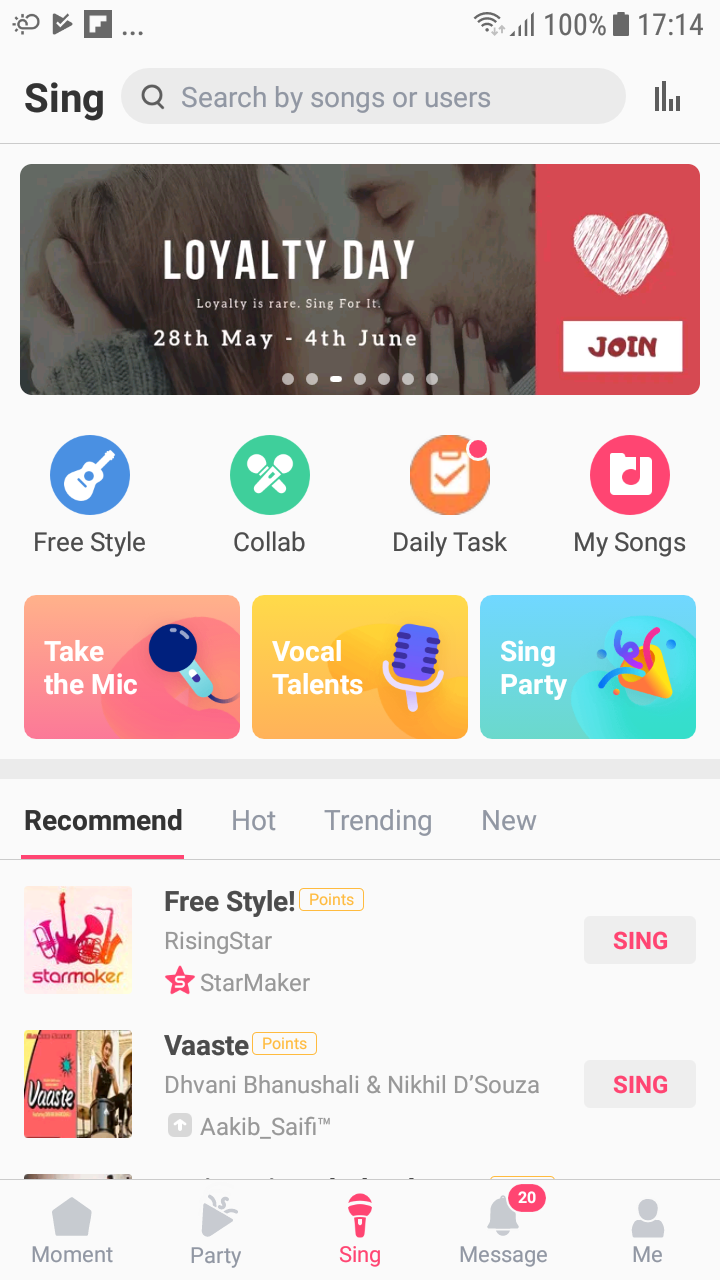 ... 100% 17:14
Sing
Search by songs or users
LOYALTY DAY
Loyalty is rare. Sing For It.
28th May - 4th June
JOIN
Free Style
Collab
Daily Task
My Songs
Take
the Mic
Vocal
Talents
Sing
Party
Recommend
Hot
Trending
New
starmaker
Free Style!
Points
RisingStar
StarMaker
SING
Vaaste
Vaaste
Points
Dhvani Bhanushali & Nikhil D’Souza
Aakib_Saifi™
SING
Moment
Party
Sing
20
Message
Me